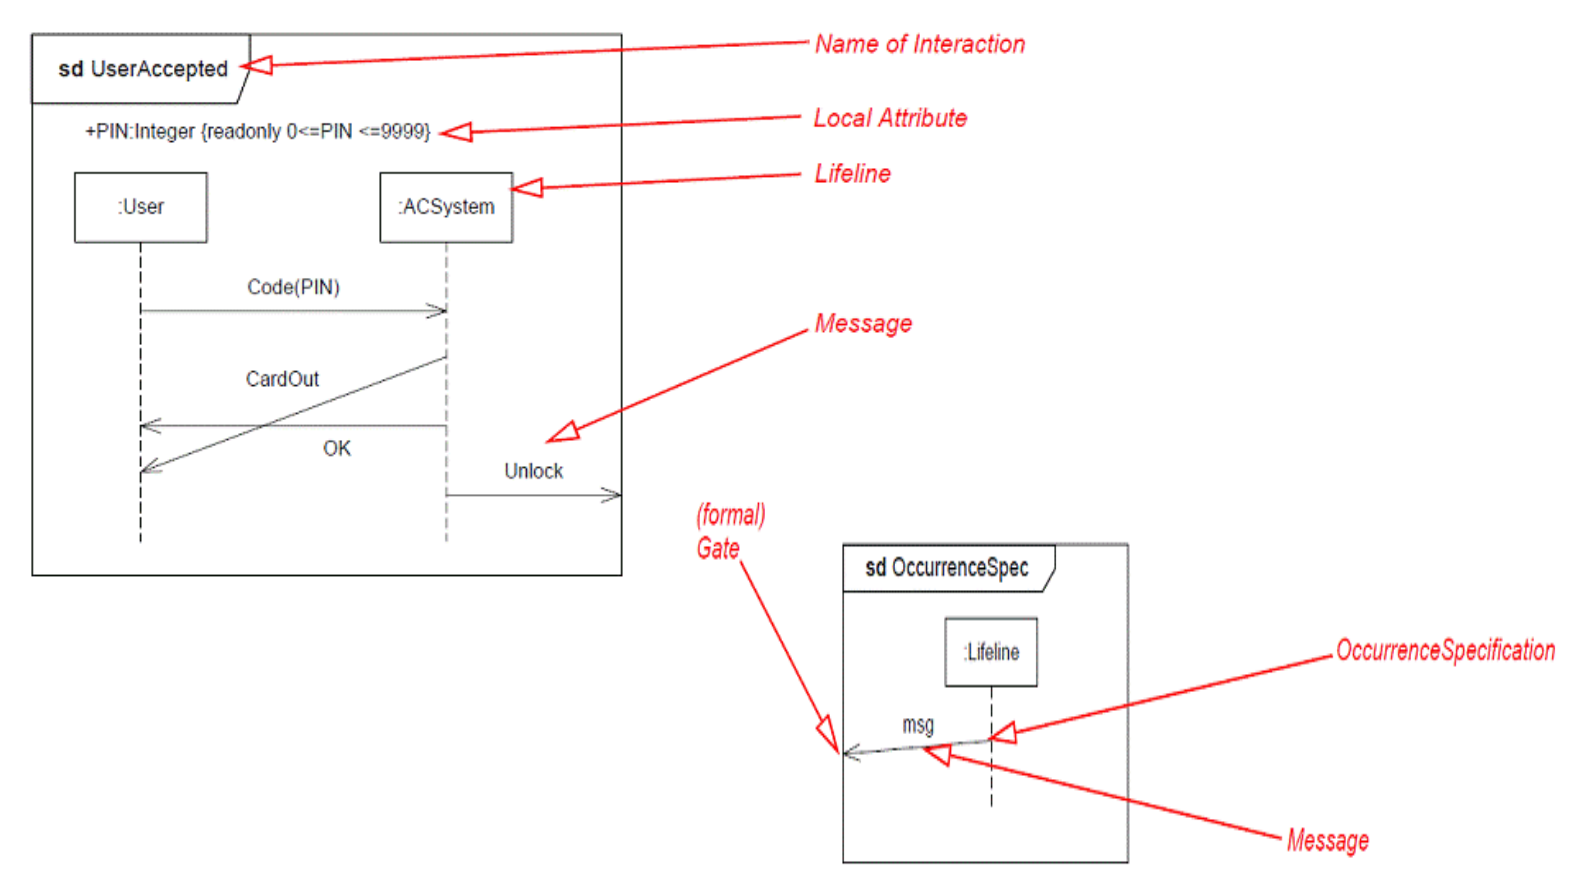 Name of Interaction
sd UserAccepted
Local Attribute
+PIN:Integer {readonly 0<=PIN <=9999}
Lifeline
:User
:ACSystem
Code(PIN)
Message
CardOut
OK
Unlock
(formal)
Gate
sd OccurrenceSpec
:Lifeline
OccurrenceSpecification
msg
Message